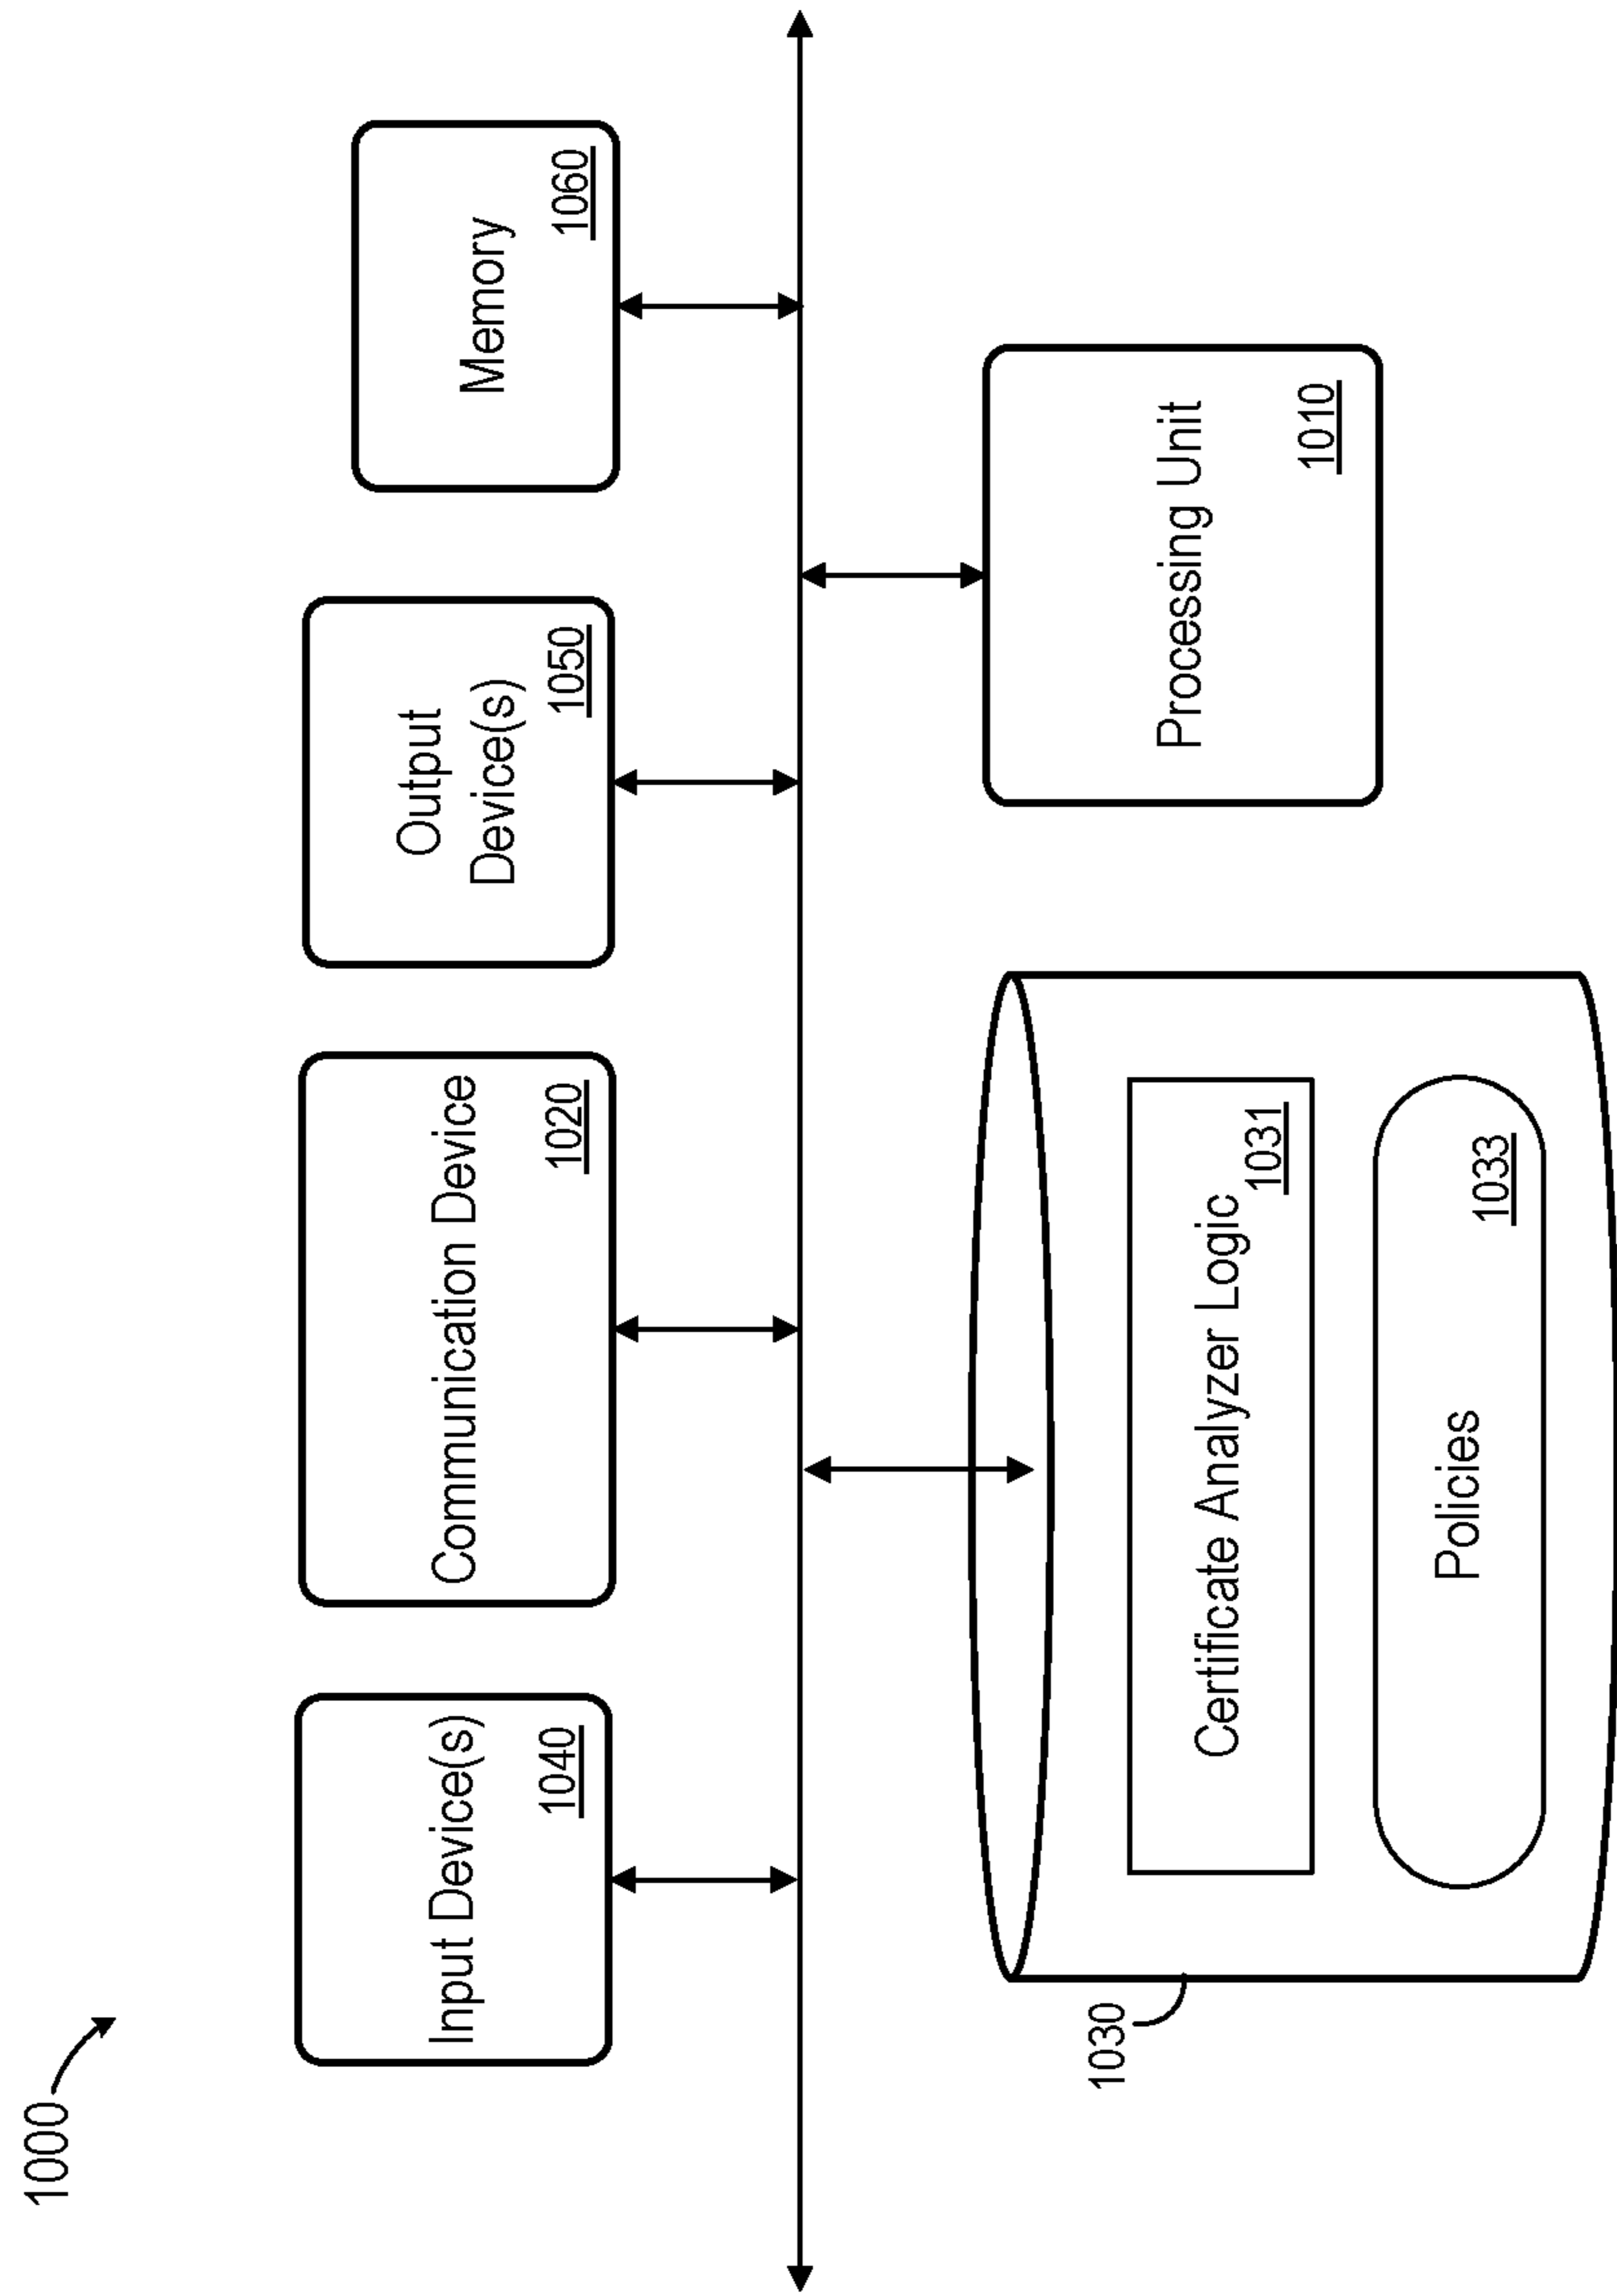 1000
Input Device(s)
1040
Communication Device
1020
Output
Device(s)
1050
Memory
1060
1030
Certificate Analyzer Logic
1031
Policies
1033
Processing Unit
1010